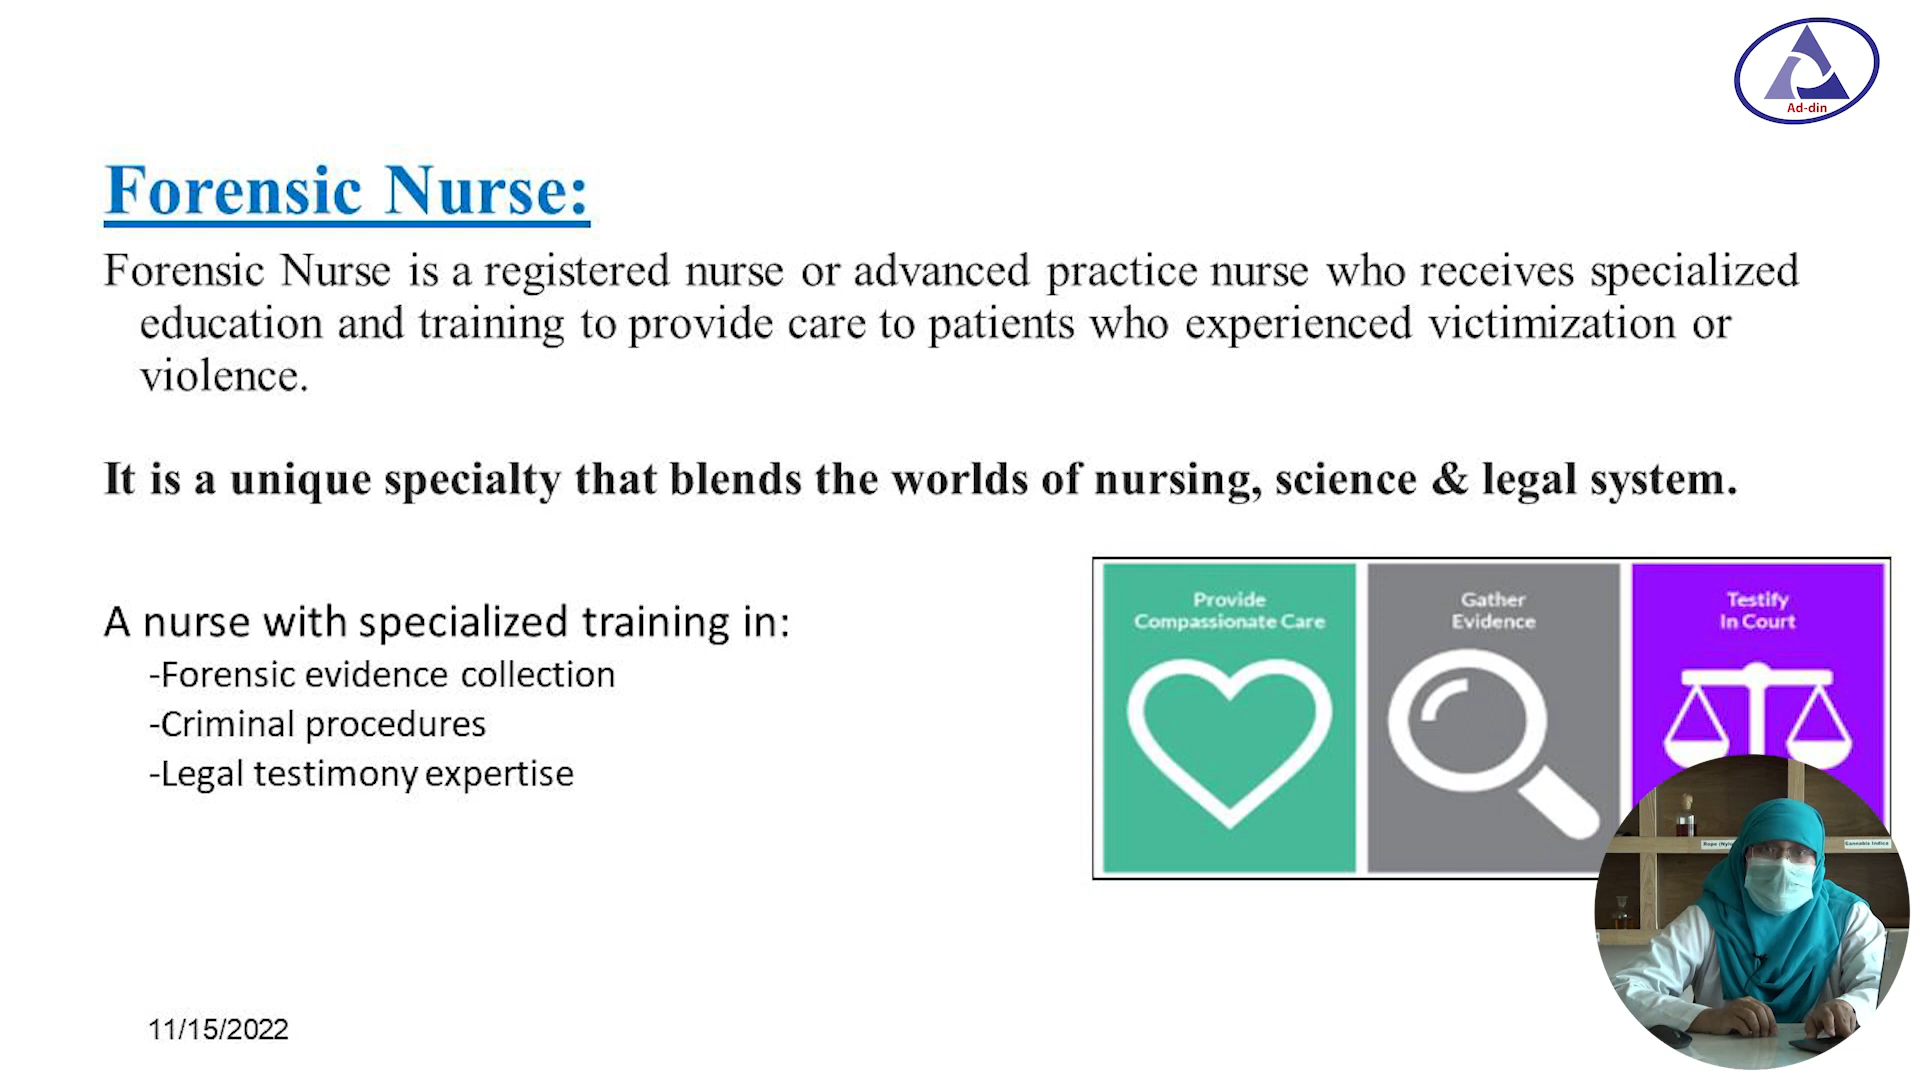 Ad-din
Forensic Nurse:
Forensic Nurse is a registered nurse or advanced practice nurse who receives specialized
education and training to provide care to patients who experienced victimization or
violence.
It is a unique specialty that blends the worlds of nursing, science & legal system.
A nurse with specialized training in:
-Forensic evidence collection
-Criminal procedures
-Legal testimony expertise
Provide
Compassionate Care
Gather
Evidence
Testify
In Court
Cannabis Indica
11/15/2022